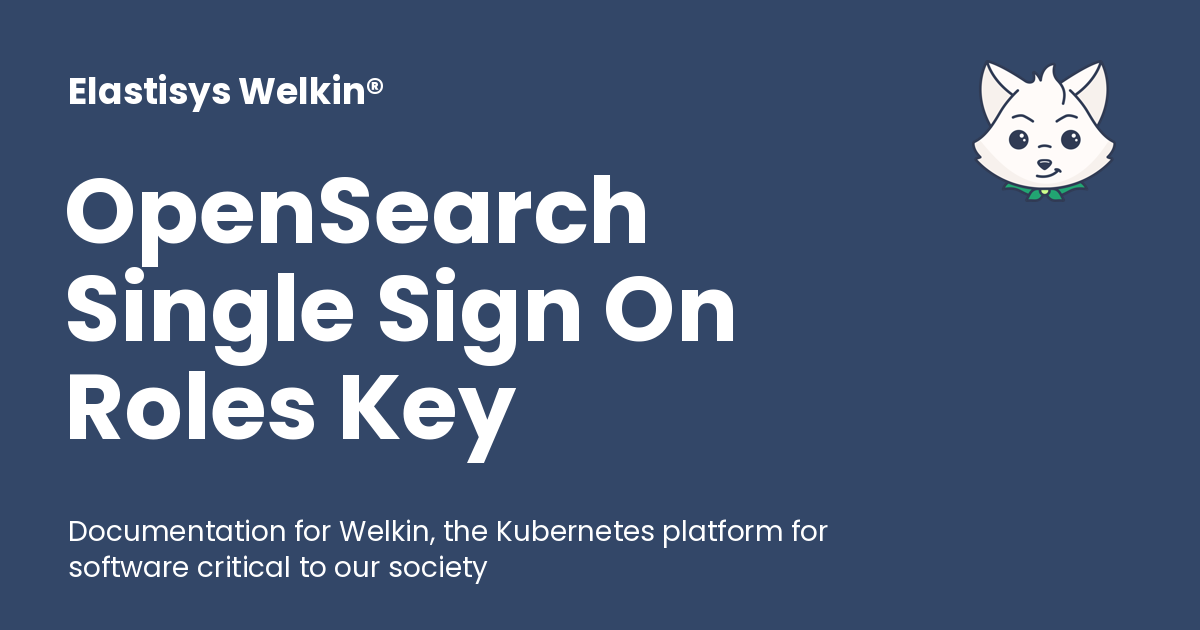 Elastisys Welkin®
OpenSearch
Single Sign On
Roles Key
Documentation for Welkin, the Kubernetes platform for
software critical to our society